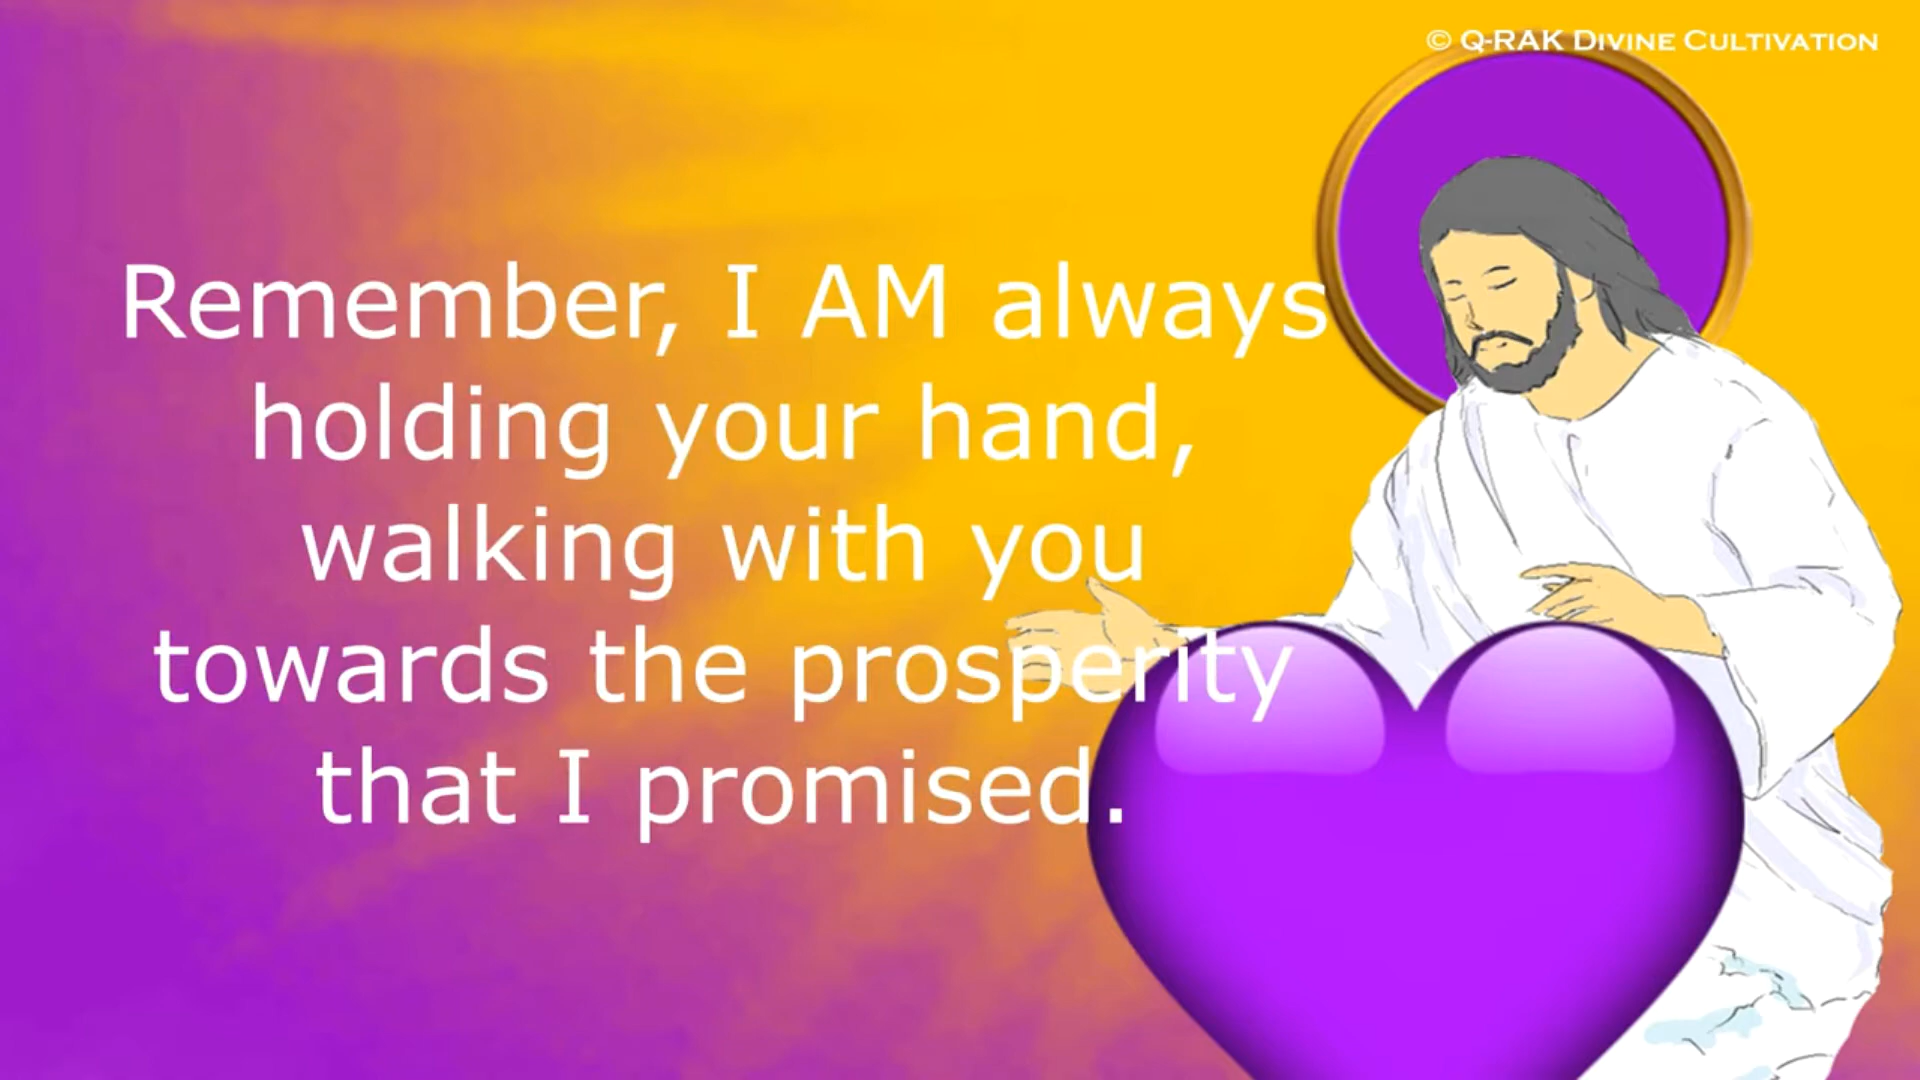 © Q-RAK DIVINE CULTIVATION
Remember, I AM always
holding your hand,
walking with you
towards the prosperity
that I promised.